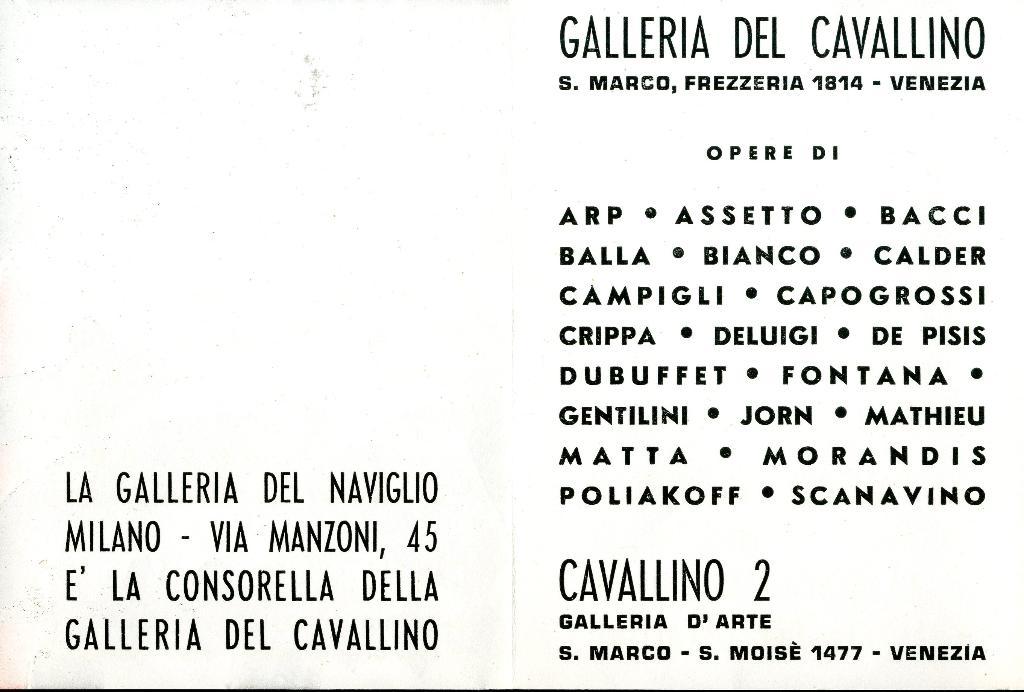 LA GALLERIA DEL NAVIGLIO
MILANO - VIA MANZONI, 45
E' LA CONSORELLA DELLA
GALLERIA DEL CAVALLINO
GALLERIA DEL CAVALLINO
S. MARCO, FREZZERIA 1814 - VENEZIA
OPERE DI
ARP • ASSETTO • BACCI
BALLA • BIANCO • CALDER
CAMPIGLI • CAPOGROSSI
CRIPPA • DELUIGI • DE PISIS
DUBUFFET • FONTANA •
GENTILINI • JORN • MATHIEU
MATTA • MORANDIS
POLIAKOFF • SCANAVINO
CAVALLINO 2
GALLERIA D'ARTE
S. MARCO - S. MOISÈ 1477 - VENEZIA